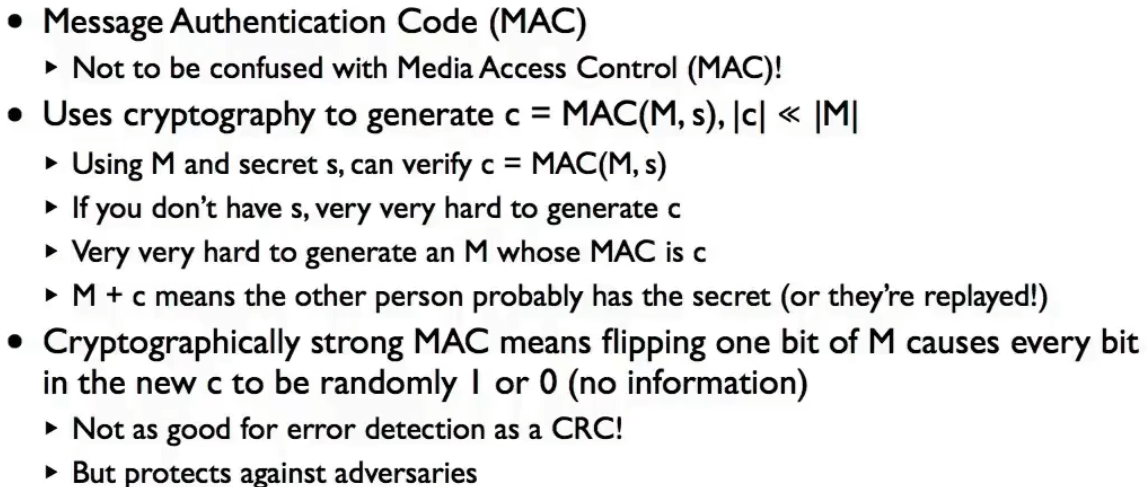 • Message Authentication Code (MAC)
▸ Not to be confused with Media Access Control (MAC)!
• Uses cryptography to generate c = MAC(M, s), |c| ≪ |M|
▸ Using M and secret s, can verify c = MAC(M, s)
▸ If you don't have s, very very hard to generate c
▸ Very very hard to generate an M whose MAC is c
▸ M + c means the other person probably has the secret (or they're replayed!)
• Cryptographically strong MAC means flipping one bit of M causes every bit
in the new c to be randomly 1 or 0 (no information)
▸ Not as good for error detection as a CRC!
▸ But protects against adversaries